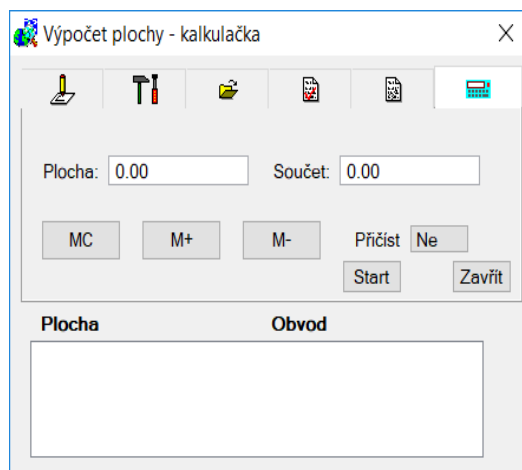 Výpočet plochy - kalkulačka
Plocha: 0.00 Součet: 0.00
MC M+ M- Přičíst Ne
Start Zavřít
Plocha Obvod